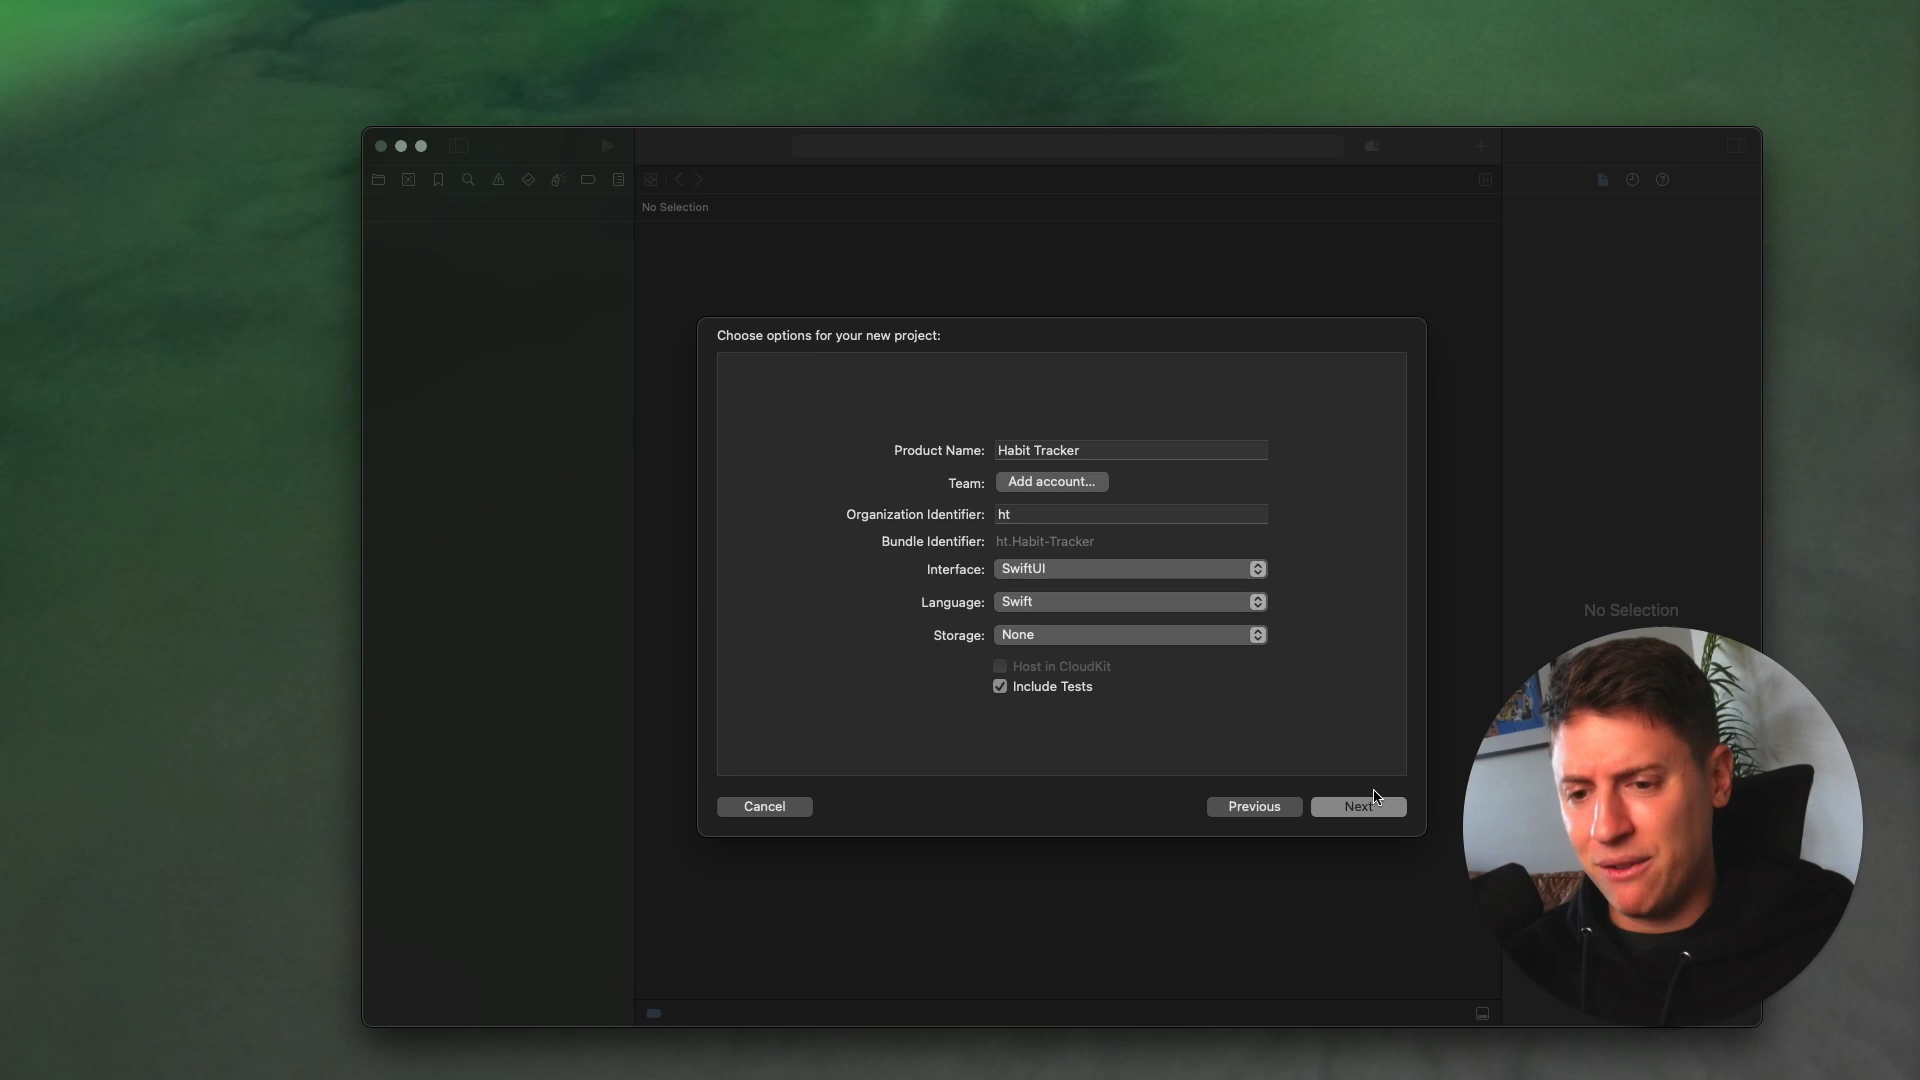 No Selection
Choose options for your new project:
Product Name: Habit Tracker
Team: Add account...
Organization Identifier: ht
Bundle Identifier: ht.Habit-Tracker
Interface: SwiftUI
Language: Swift
Storage: None
Host in CloudKit
Include Tests
No Selection
Cancel
Previous
Next